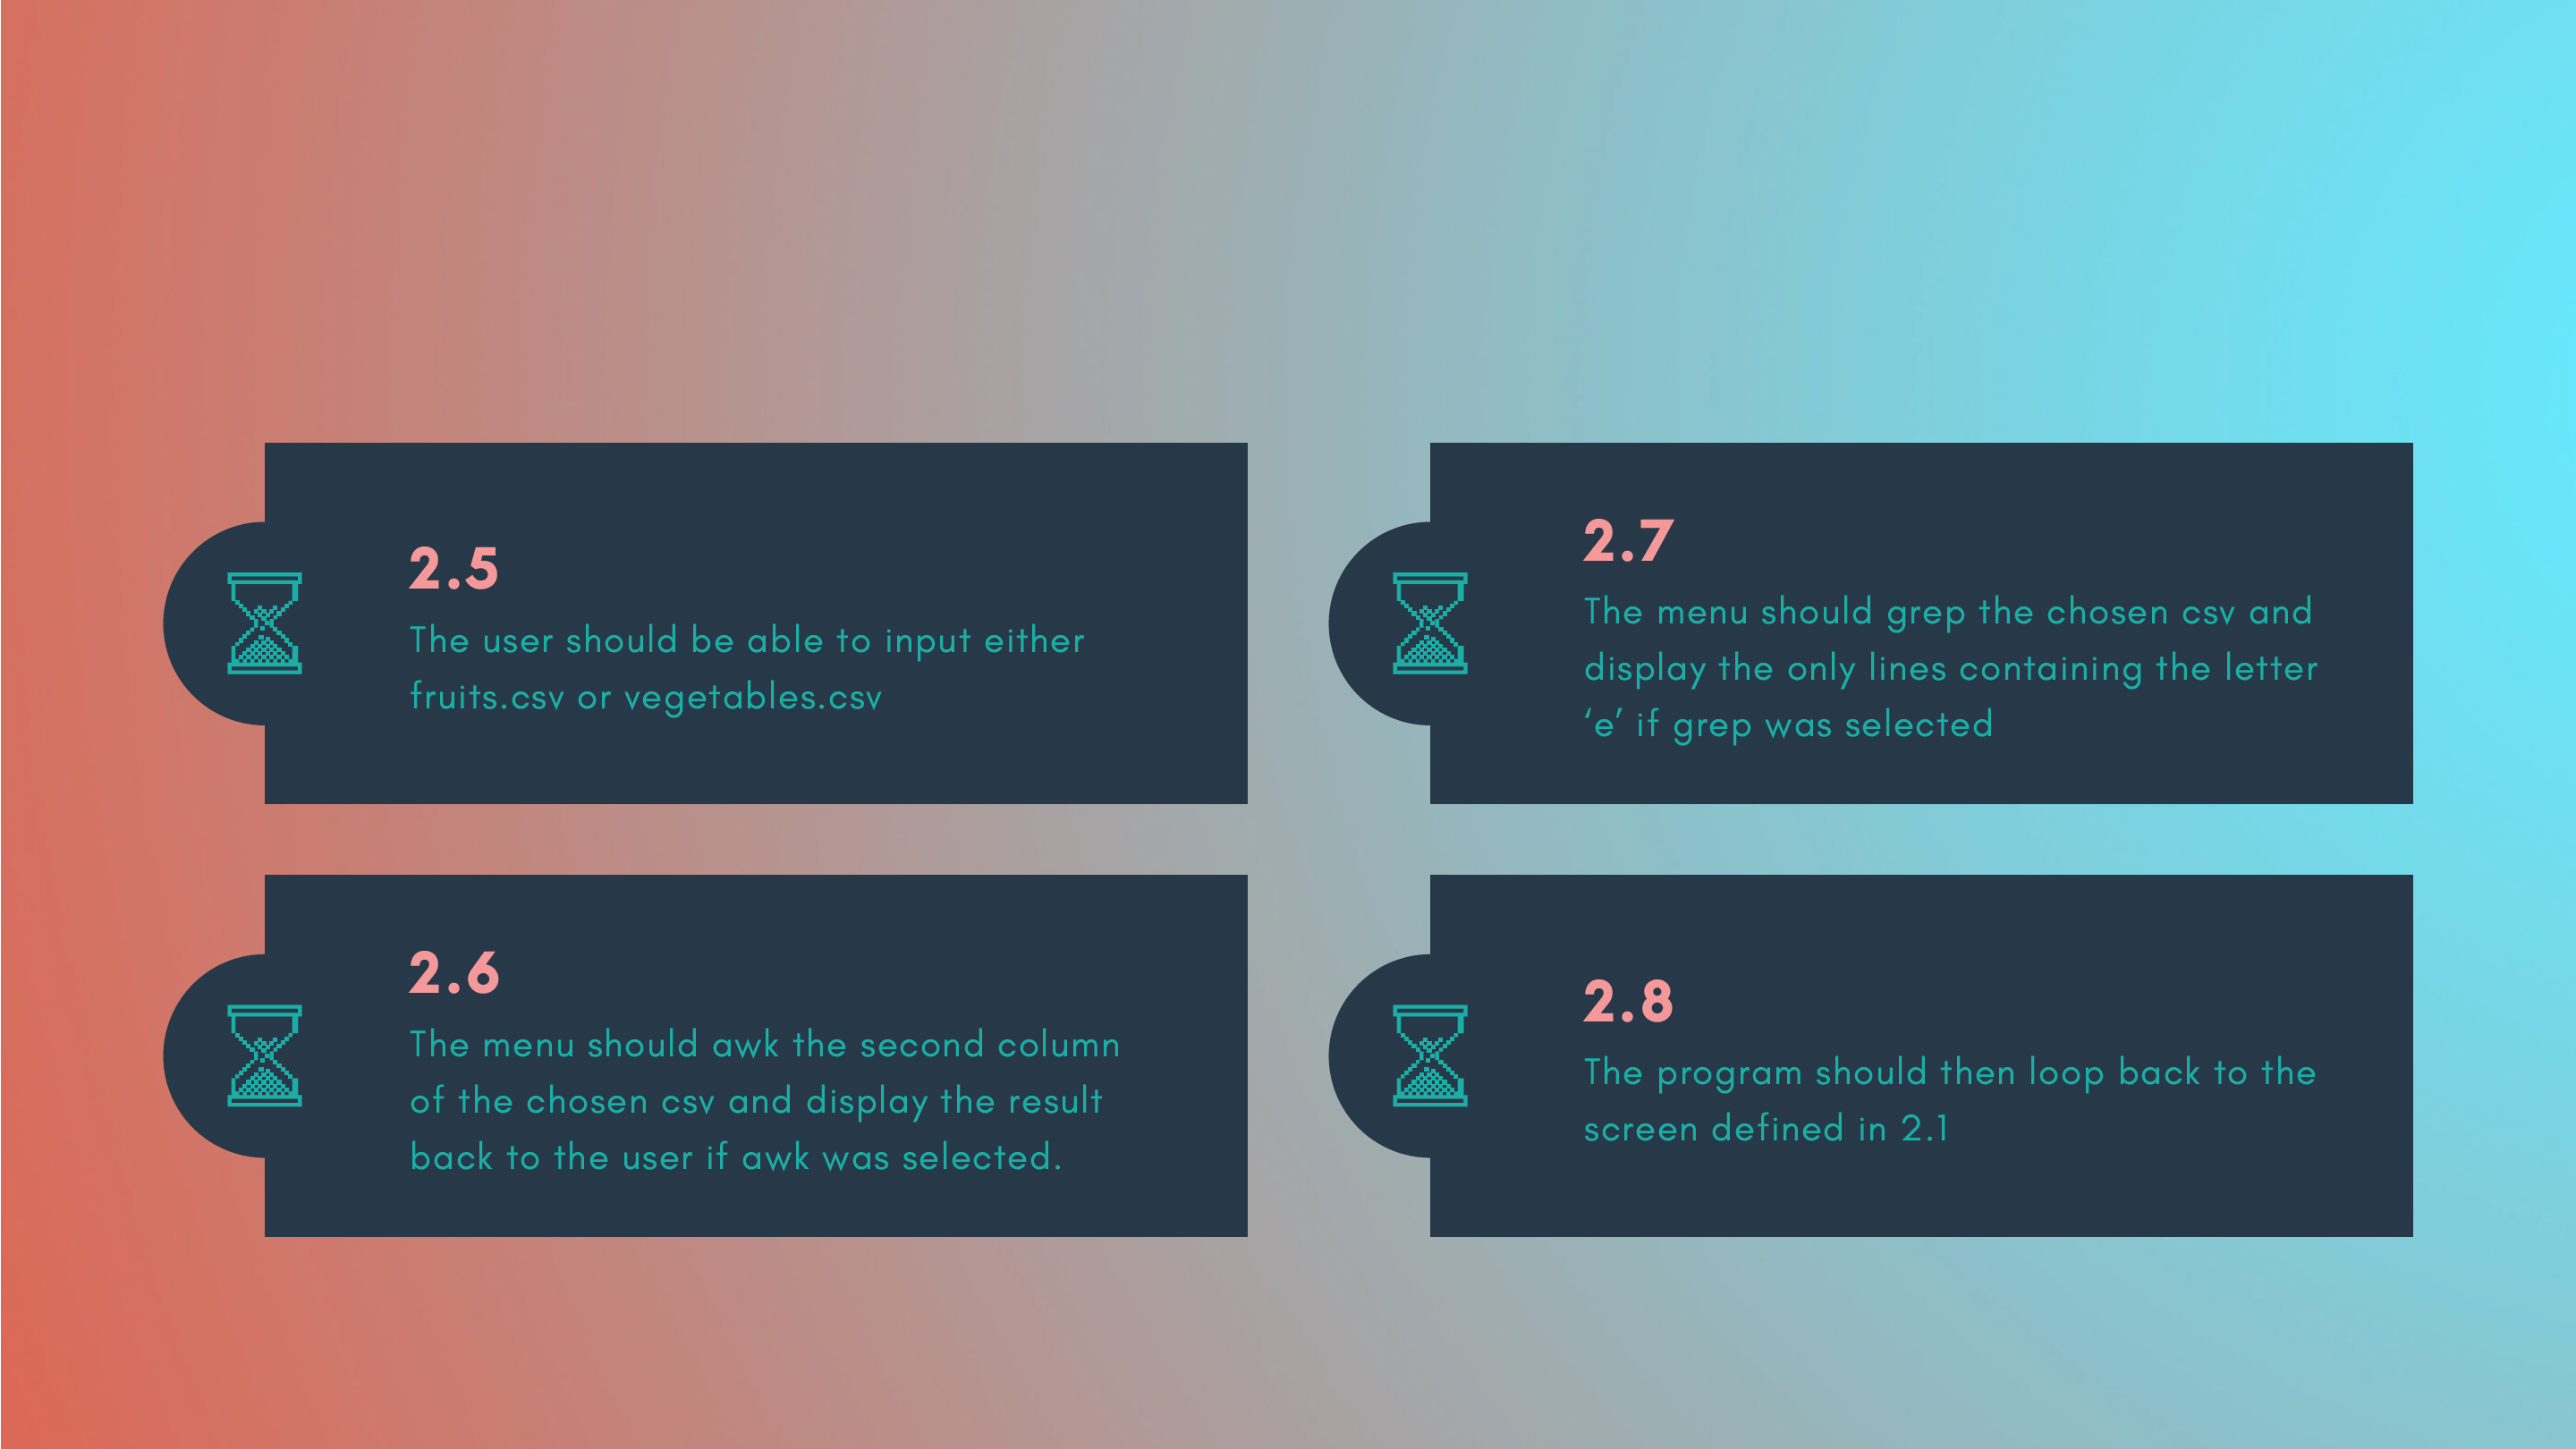 2.5
The user should be able to input either
fruits.csv or vegetables.csv
2.6
The menu should awk the second column
of the chosen csv and display the result
back to the user if awk was selected.
2.7
The menu should grep the chosen csv and
display the only lines containing the letter
‘e’ if grep was selected
2.8
The program should then loop back to the
screen defined in 2.1